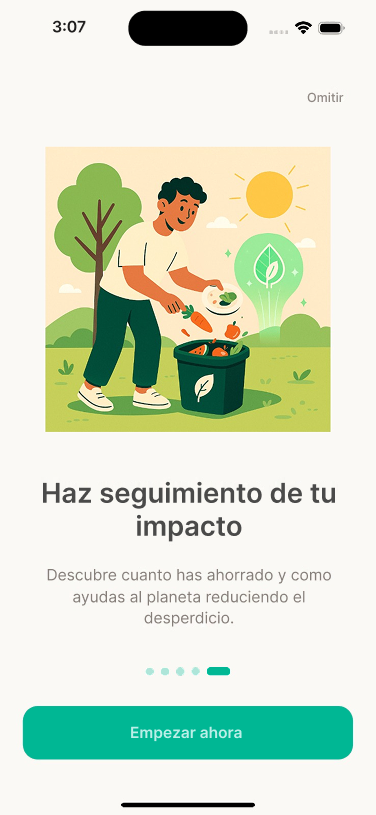 3:07
Omitir
Haz seguimiento de tu
impacto
Descubre cuanto has ahorrado y como
ayudas al planeta reduciendo el
desperdicio.
Empezar ahora